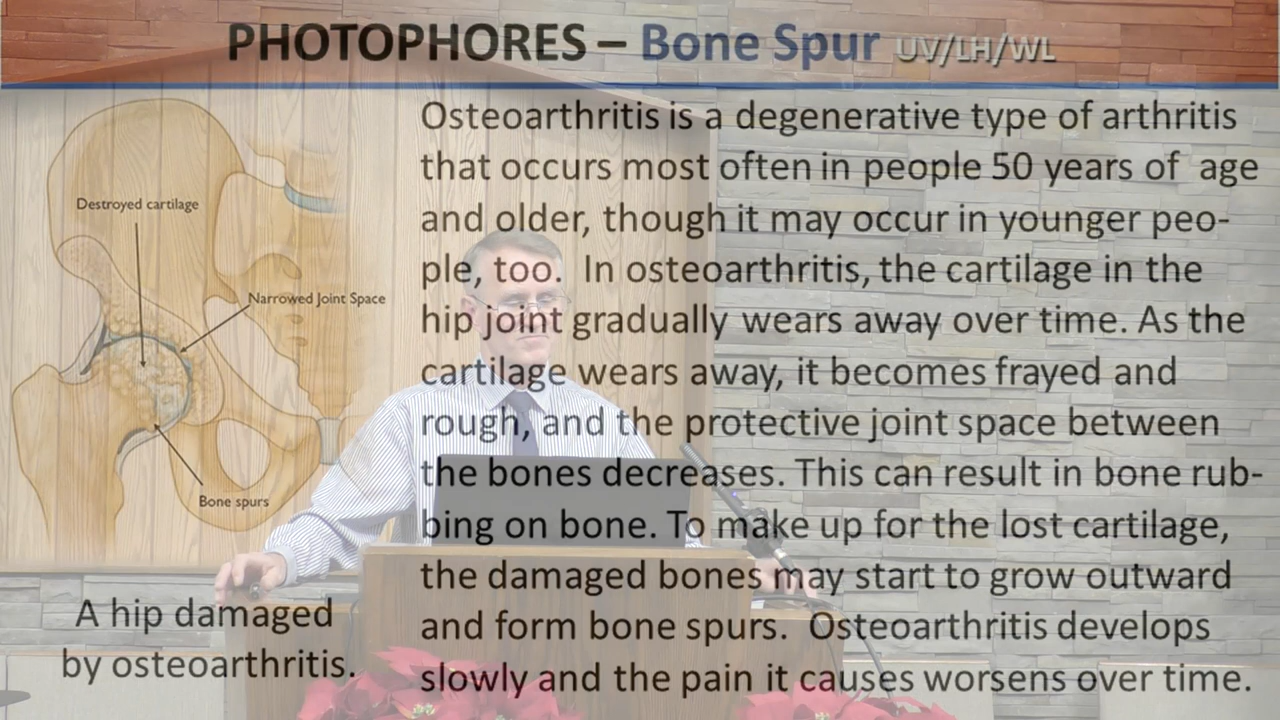 PHOTOPHORES – Bone Spur UV/LH/WL
Destroyed cartilage
Narrowed Joint Space
Bone spurs
A hip damaged
by osteoarthritis.
Osteoarthritis is a degenerative type of arthritis
that occurs most often in people 50 years of age
and older, though it may occur in younger peo-
ple, too. In osteoarthritis, the cartilage in the
hip joint gradually wears away over time. As the
cartilage wears away, it becomes frayed and
rough, and the protective joint space between
the bones decreases. This can result in bone rub-
bing on bone. To make up for the lost cartilage,
the damaged bones may start to grow outward
and form bone spurs. Osteoarthritis develops
slowly and the pain it causes worsens over time.